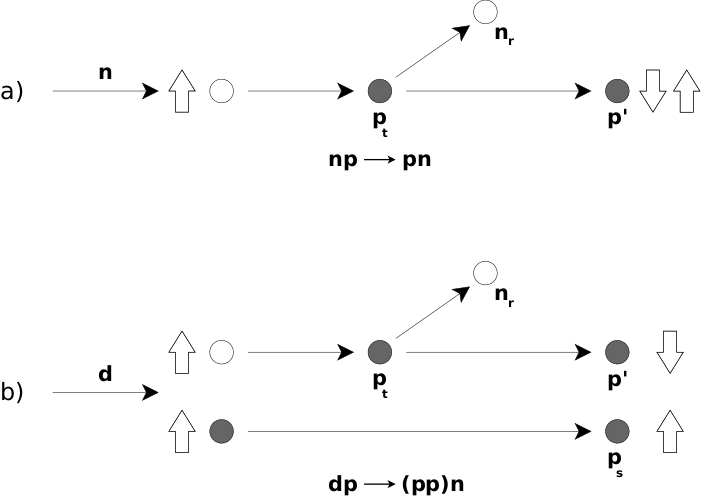 n
n_r
a)
p_t
p'
np → pn
n_r
d
p_t
p'
b)
p_s
dp → (pp)n